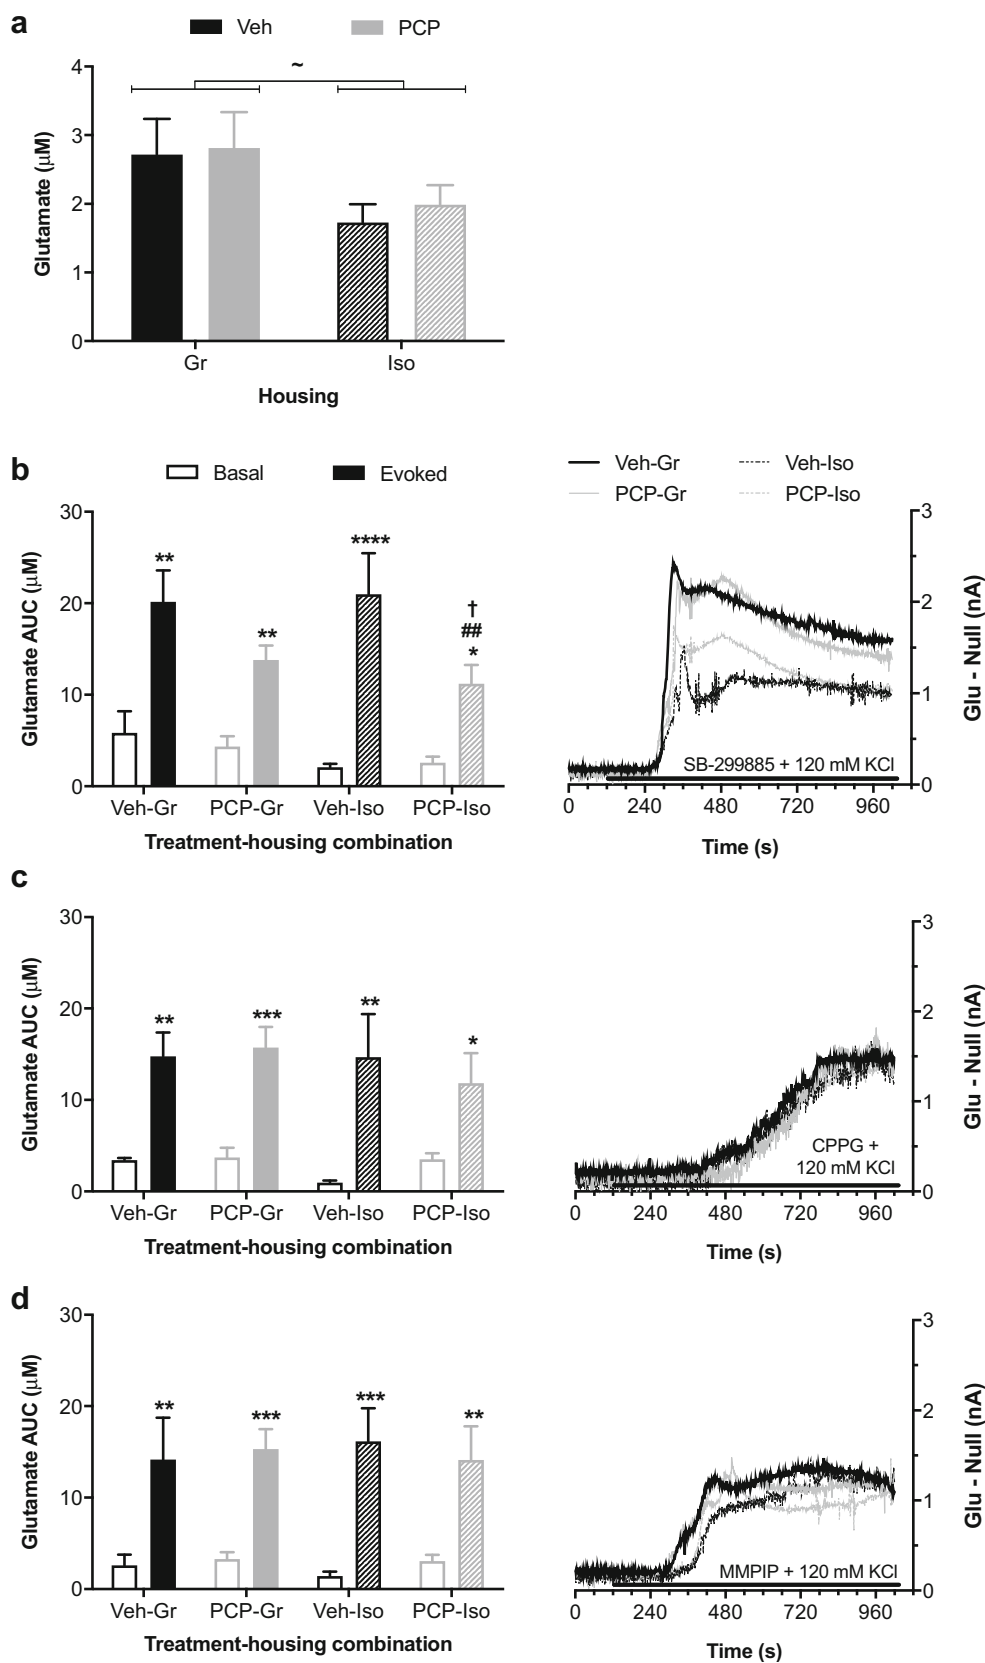 a
Veh PCP
Glutamate (μM)
4
3
2
1
0
~
Gr Iso
Housing
b
Basal Evoked
Glutamate AUC (μM)
30
20
10
0
** ** **** † ## *
Veh-Gr PCP-Gr Veh-Iso PCP-Iso
Treatment-housing combination
Veh-Gr Veh-Iso
PCP-Gr PCP-Iso
3
2
1
0
Glu - Null (nA)
SB-299885 + 120 mM KCl
0 240 480 720 960
Time (s)
c
Glutamate AUC (μM)
30
20
10
0
** *** ** *
Veh-Gr PCP-Gr Veh-Iso PCP-Iso
Treatment-housing combination
3
2
1
0
Glu - Null (nA)
CPPG +
120 mM KCl
0 240 480 720 960
Time (s)
d
Glutamate AUC (μM)
30
20
10
0
** *** *** **
Veh-Gr PCP-Gr Veh-Iso PCP-Iso
Treatment-housing combination
3
2
1
0
Glu - Null (nA)
MMPIP + 120 mM KCl
0 240 480 720 960
Time (s)